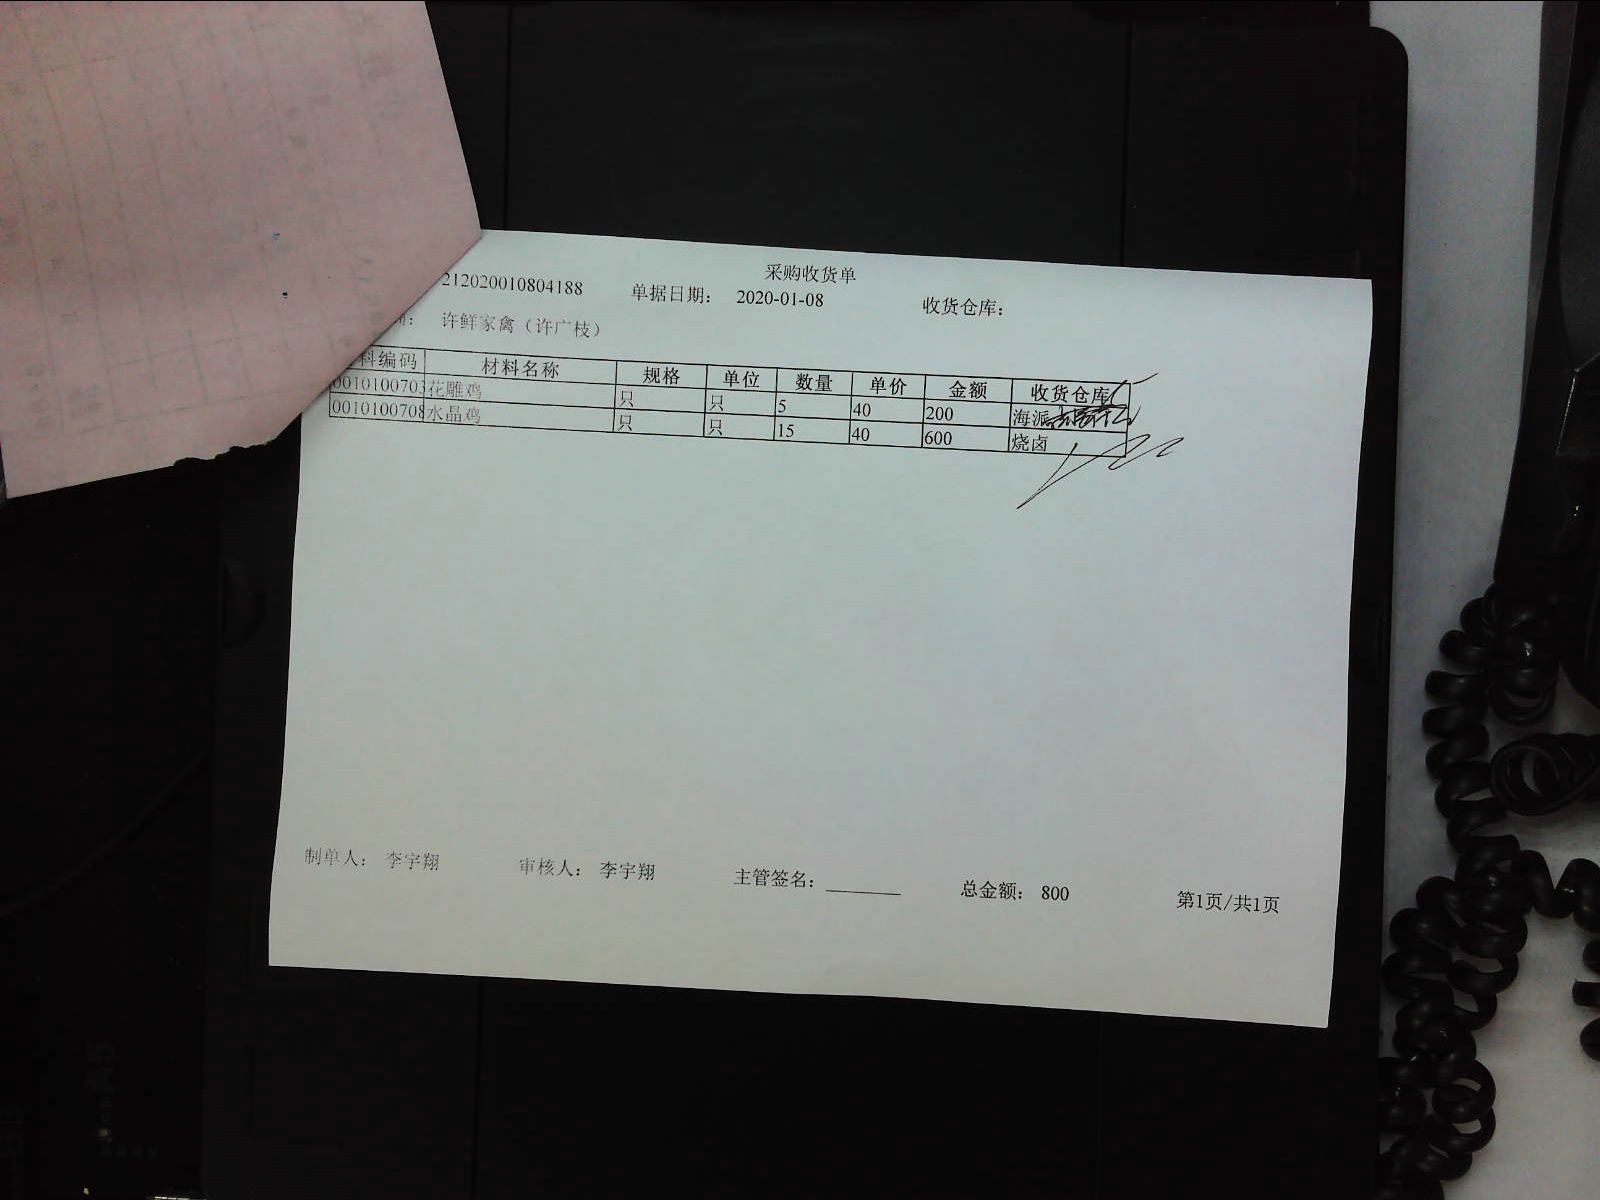 采购收货单
212020010804188 单据日期： 2020-01-08 收货仓库：
许鲜家禽（许广枝）
料编码 材料名称 规格 单位 数量 单价 金额 收货仓库
0010100703 花雕鸡 只 只 5 40 200 海派
0010100708 水晶鸡 只 只 15 40 600 烧卤
制单人： 李宇翔 审核人： 李宇翔 主管签名： 总金额： 800 第1页/共1页